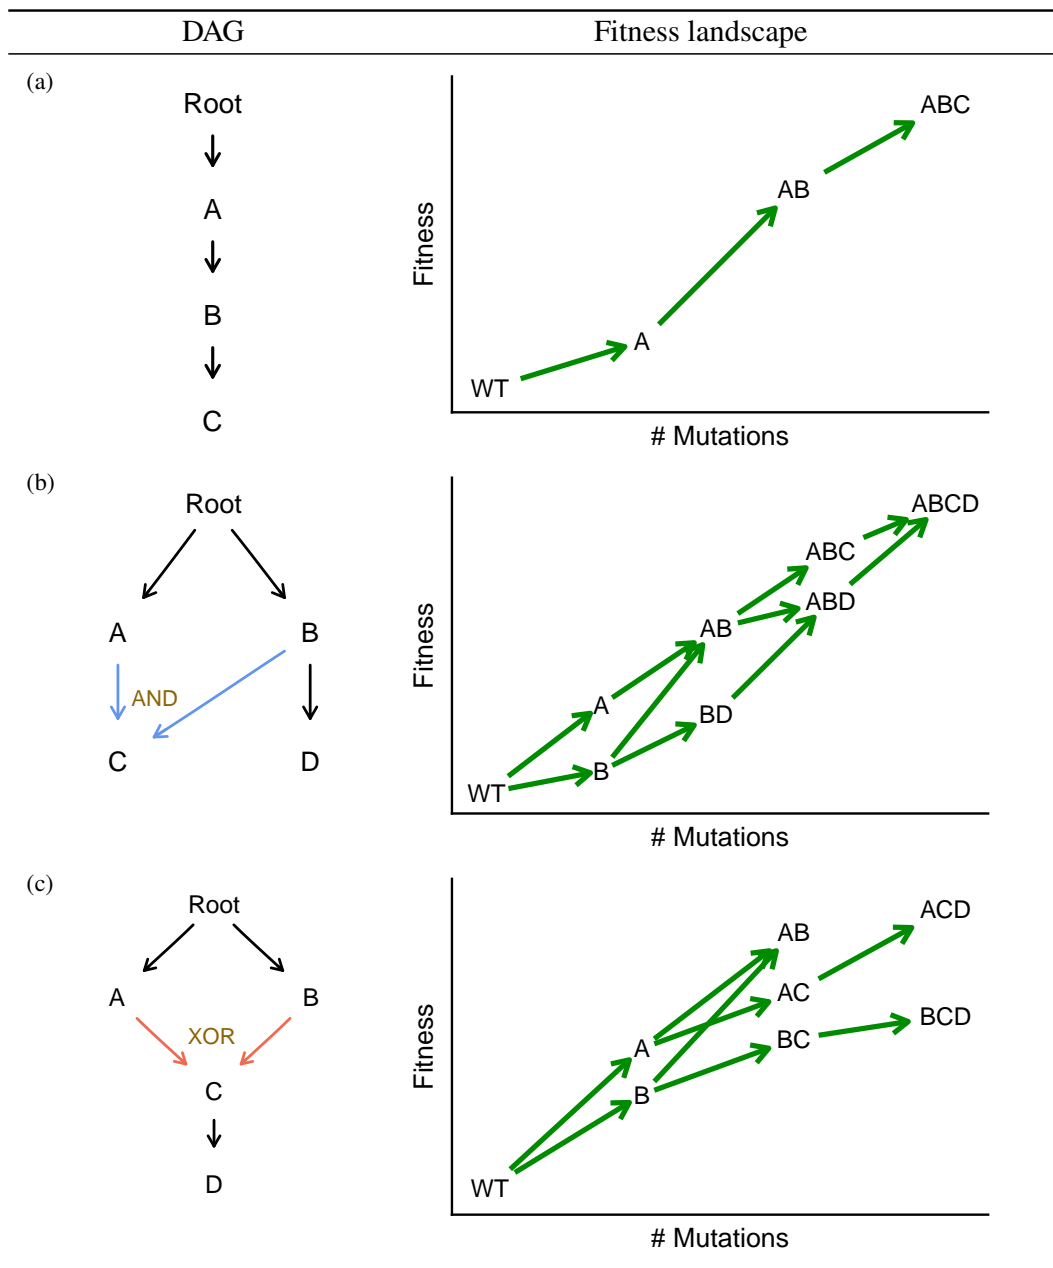 DAG Fitness landscape
(a)
Root
A
B
C
Fitness
WT
A
AB
ABC
# Mutations
(b)
Root
A B
AND
C D
Fitness
WT
A
B
AB
BD
ABC
ABD
ABCD
# Mutations
(c)
Root
A B
XOR
C
D
Fitness
WT
A
B
AB
AC
BC
ACD
BCD
# Mutations